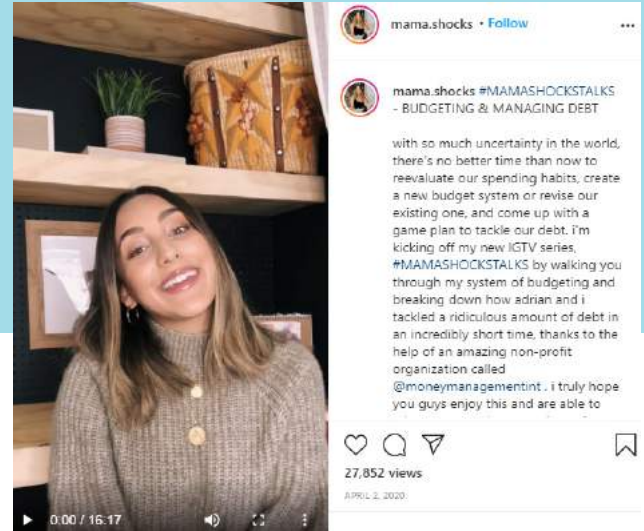 mama.shocks • Follow
mama.shocks #MAMASHOCKSTALKS
- BUDGETING & MANAGING DEBT
with so much uncertainty in the world,
there's no better time than now to
reevaluate our spending habits, create
a new budget system or revise our
existing one, and come up with a
game plan to tackle our debt. i'm
kicking off my new IGTV series,
#MAMASHOCKSTALKS by walking you
through my system of budgeting and
breaking down how adrian and i
tackled a ridiculous amount of debt in
an incredibly short time, thanks to the
help of an amazing non-profit
organization called
@moneymanagementint . i truly hope
you guys enjoy this and are able to
27,852 views
APRIL 2, 2020
0:00 / 16:17